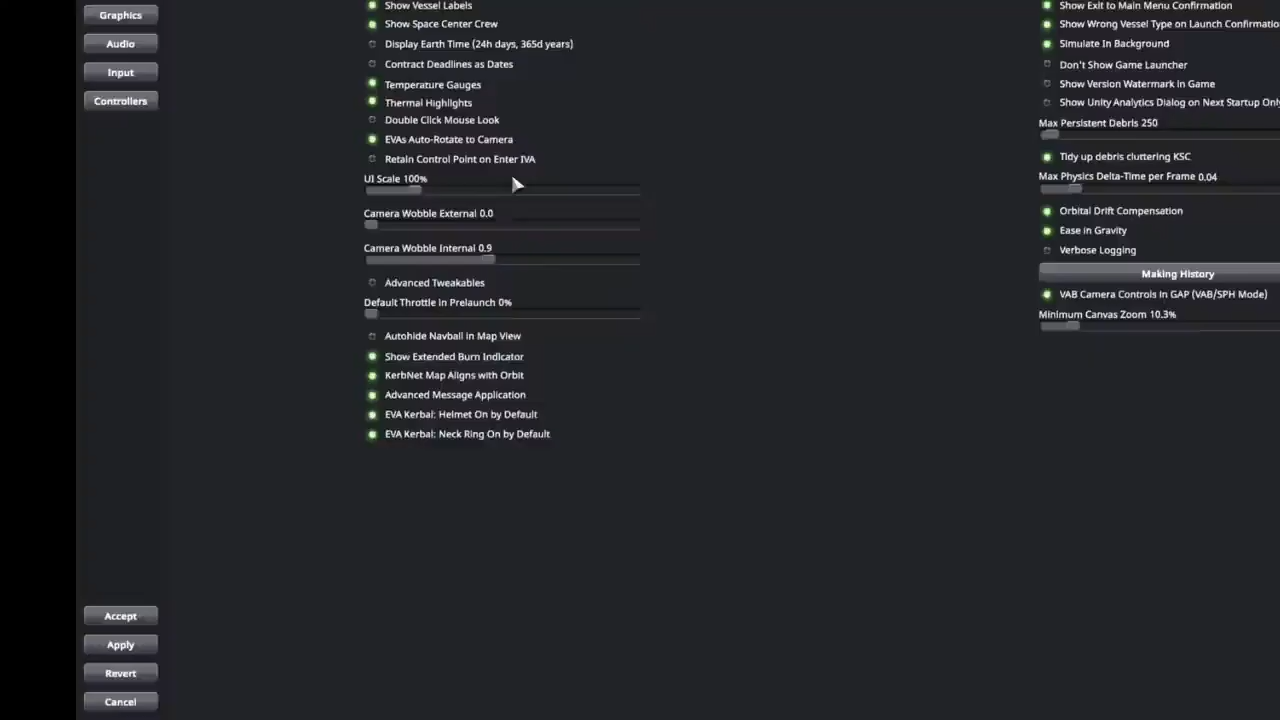 Graphics
Audio
Input
Controllers
Show Vessel Labels
Show Space Center Crew
Display Earth Time (24h days, 365d years)
Contract Deadlines as Dates
Temperature Gauges
Thermal Highlights
Double Click Mouse Look
EVAs Auto-Rotate to Camera
Retain Control Point on Enter IVA
UI Scale 100%
Camera Wobble External 0.0
Camera Wobble Internal 0.9
Advanced Tweakables
Default Throttle in Prelaunch 0%
Autohide Navball in Map View
Show Extended Burn Indicator
KerbNet Map Aligns with Orbit
Advanced Message Application
EVA Kerbal: Helmet On by Default
EVA Kerbal: Neck Ring On by Default
Show Exit to Main Menu Confirmation
Show Wrong Vessel Type on Launch Confirmatio
Simulate In Background
Don't Show Game Launcher
Show Version Watermark in Game
Show Unity Analytics Dialog on Next Startup Only
Max Persistent Debris 250
Tidy up debris cluttering KSC
Max Physics Delta-Time per Frame 0.04
Orbital Drift Compensation
Ease in Gravity
Verbose Logging
Making History
VAB Camera Controls in GAP (VAB/SPH Mode)
Minimum Canvas Zoom 10.3%
Accept
Apply
Revert
Cancel